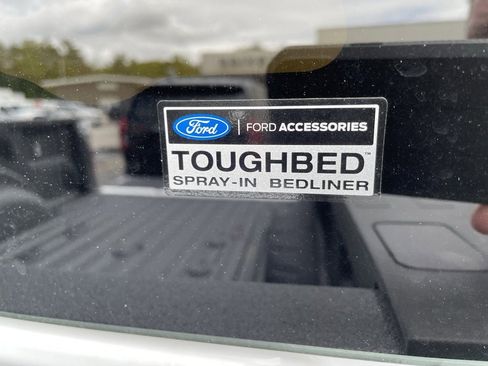 Ford | FORD ACCESSORIES
TOUGHBED™
SPRAY-IN BEDLINER